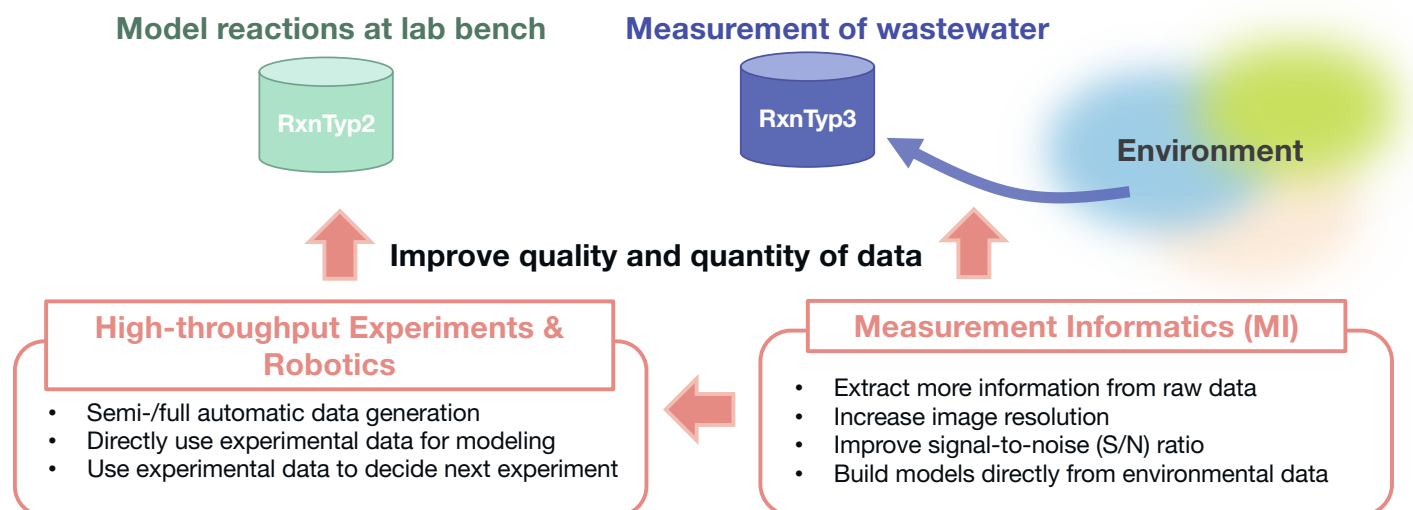 Model reactions at lab bench
Measurement of wastewater
RxnTyp2
RxnTyp3
Environment
Improve quality and quantity of data
High-throughput Experiments &
Robotics
• Semi-/full automatic data generation
• Directly use experimental data for modeling
• Use experimental data to decide next experiment
Measurement Informatics (MI)
• Extract more information from raw data
• Increase image resolution
• Improve signal-to-noise (S/N) ratio
• Build models directly from environmental data